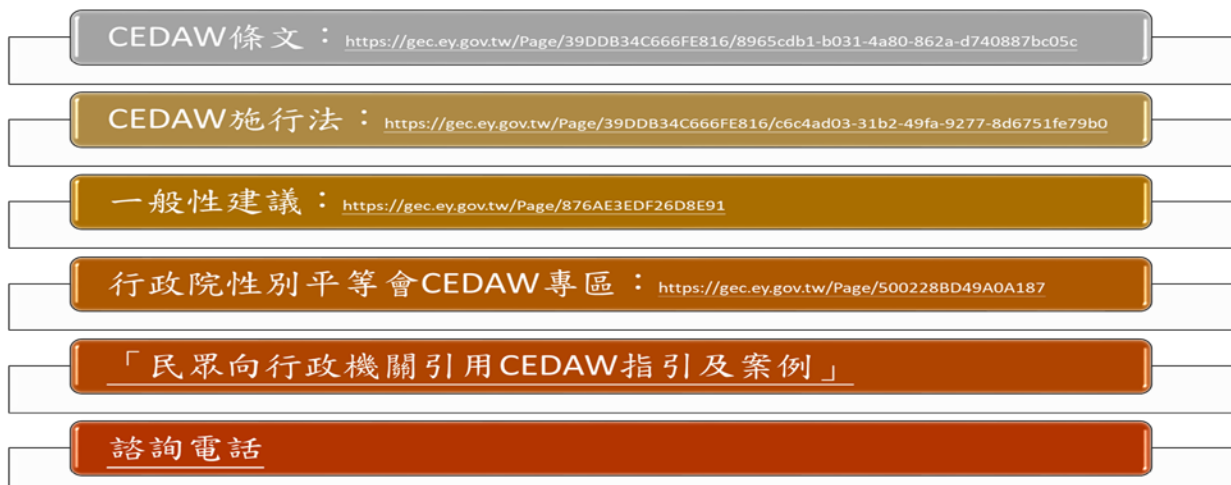 CEDAW條文：https://gec.ey.gov.tw/Page/39DDB34C666FE816/8965cdb1-b031-4a80-862a-d740887bc05c
CEDAW施行法：https://gec.ey.gov.tw/Page/39DDB34C666FE816/c6c4ad03-31b2-49fa-9277-8d6751fe79b0
一般性建議：https://gec.ey.gov.tw/Page/876AE3EDF26D8E91
行政院性別平等會CEDAW專區：https://gec.ey.gov.tw/Page/500228BD49A0A187
「民眾向行政機關引用CEDAW指引及案例」
諮詢電話